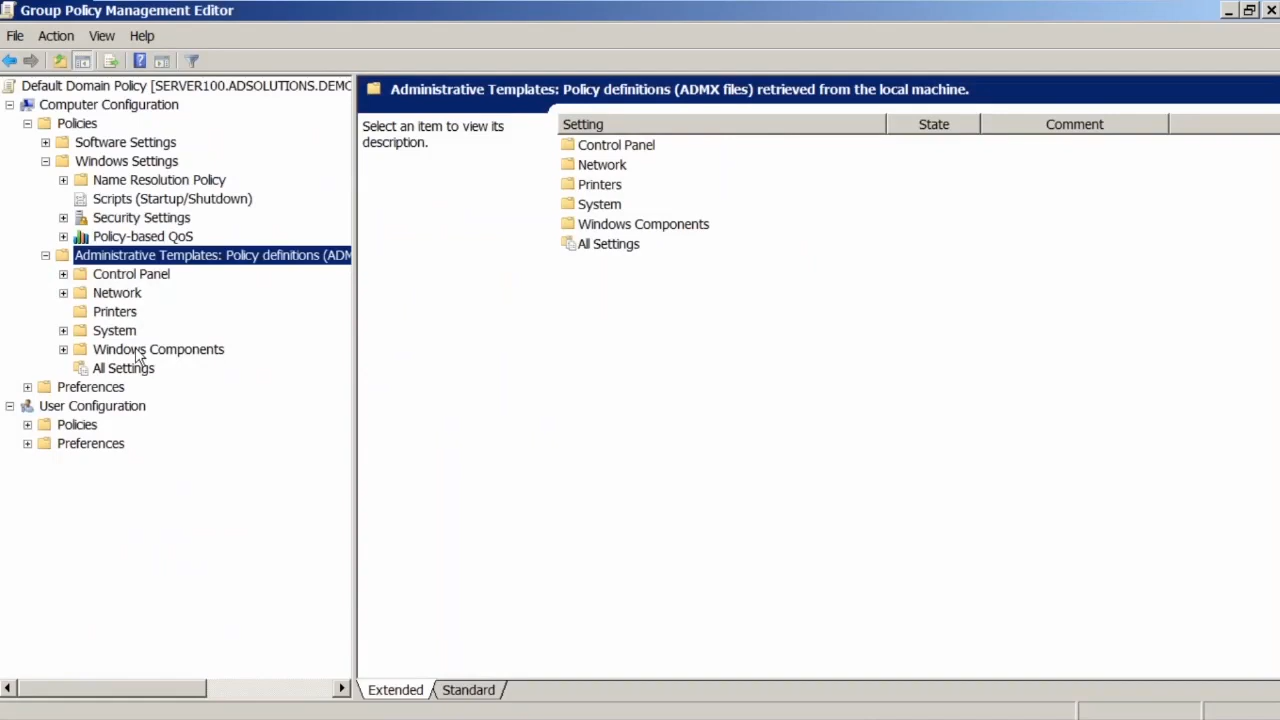 Group Policy Management Editor
File Action View Help
Default Domain Policy [SERVER100.ADSOLUTIONS.DEMO
Computer Configuration
Policies
Software Settings
Windows Settings
Name Resolution Policy
Scripts (Startup/Shutdown)
Security Settings
Policy-based QoS
Administrative Templates: Policy definitions (ADM
Control Panel
Network
Printers
System
Windows Components
All Settings
Preferences
User Configuration
Policies
Preferences
Administrative Templates: Policy definitions (ADMX files) retrieved from the local machine.
Select an item to view its
description.
Setting State Comment
Control Panel
Network
Printers
System
Windows Components
All Settings
Extended Standard